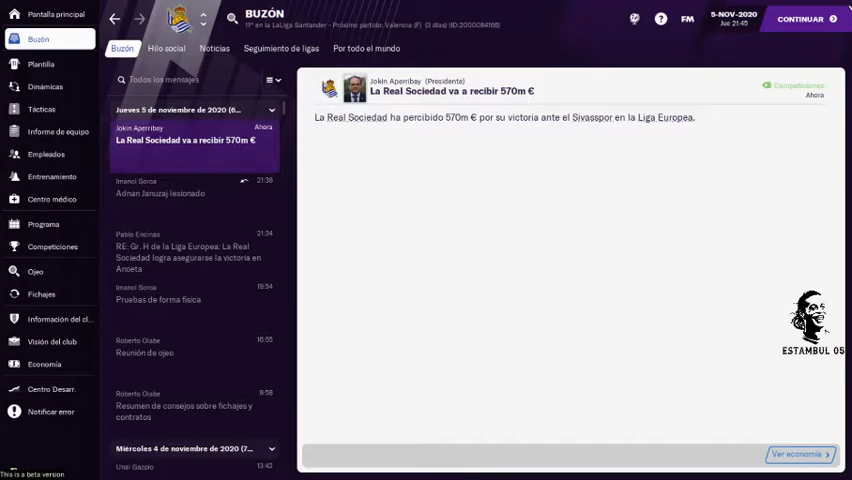 Pantalla principal
BUZÓN
11º en la LaLiga Santander - Próximo partido: Valencia (F) (3 días) (ID:2000084166)
FM
5-NOV-2020
Jue 21:45
CONTINUAR
Buzón
Buzón
Hilo social
Noticias
Seguimiento de ligas
Por todo el mundo
Plantilla
Dinámicas
Tácticas
Informe de equipo
Empleados
Entrenamiento
Centro médico
Programa
Competiciones
Ojeo
Fichajes
Información del cl...
Visión del club
Economía
Centro Desarr.
Notificar error
This is a beta version
Todos los mensajes
Jueves 5 de noviembre de 2020 (6...
Jokin Aperribay
Ahora
La Real Sociedad va a recibir 570m €
Imanol Soroa
21:38
Adnan Januzaj lesionado
Pablo Encinas
21:34
RE: Gr. H de la Liga Europea: La Real
Sociedad logra asegurarse la victoria en
Anoeta
Imanol Soroa
18:54
Pruebas de forma física
Roberto Olabe
16:55
Reunión de ojeo
Roberto Olabe
8:58
Resumen de consejos sobre fichajes y
contratos
Miércoles 4 de noviembre de 2020 (7...
Unai Gazpio
13:42
Jokin Aperribay (Presidente)
La Real Sociedad va a recibir 570m €
Competiciones
Ahora
La Real Sociedad ha percibido 570m € por su victoria ante el Sivasspor en la Liga Europea.
ESTAMBUL 05
Ver economía